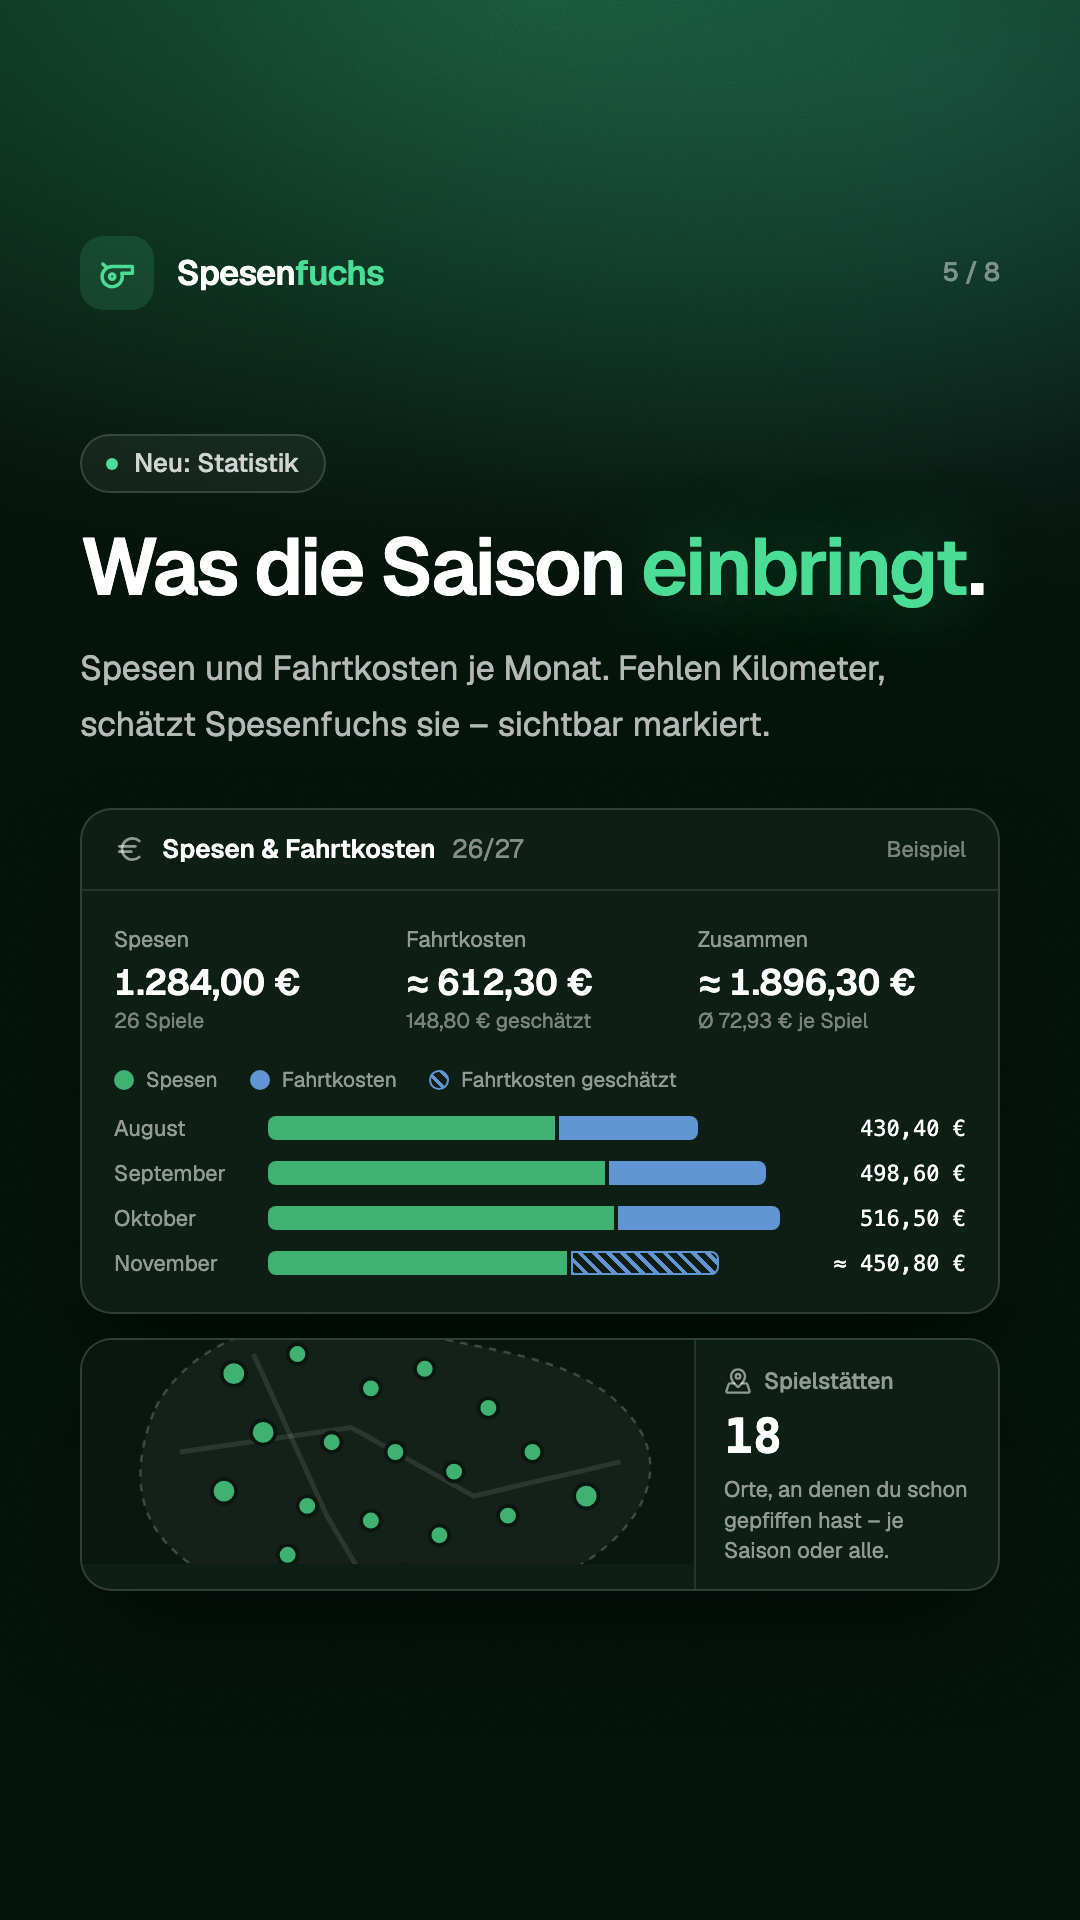 Spesenfuchs
5 / 8
Neu: Statistik
Was die Saison einbringt.
Spesen und Fahrtkosten je Monat. Fehlen Kilometer,
schätzt Spesenfuchs sie – sichtbar markiert.
€ Spesen & Fahrtkosten 26/27 Beispiel
Spesen Fahrtkosten Zusammen
1.284,00 € ≈ 612,30 € ≈ 1.896,30 €
26 Spiele 148,80 € geschätzt Ø 72,93 € je Spiel
Spesen Fahrtkosten Fahrtkosten geschätzt
August 430,40 €
September 498,60 €
Oktober 516,50 €
November ≈ 450,80 €
Spielstätten
18
Orte, an denen du schon
gepfiffen hast – je
Saison oder alle.